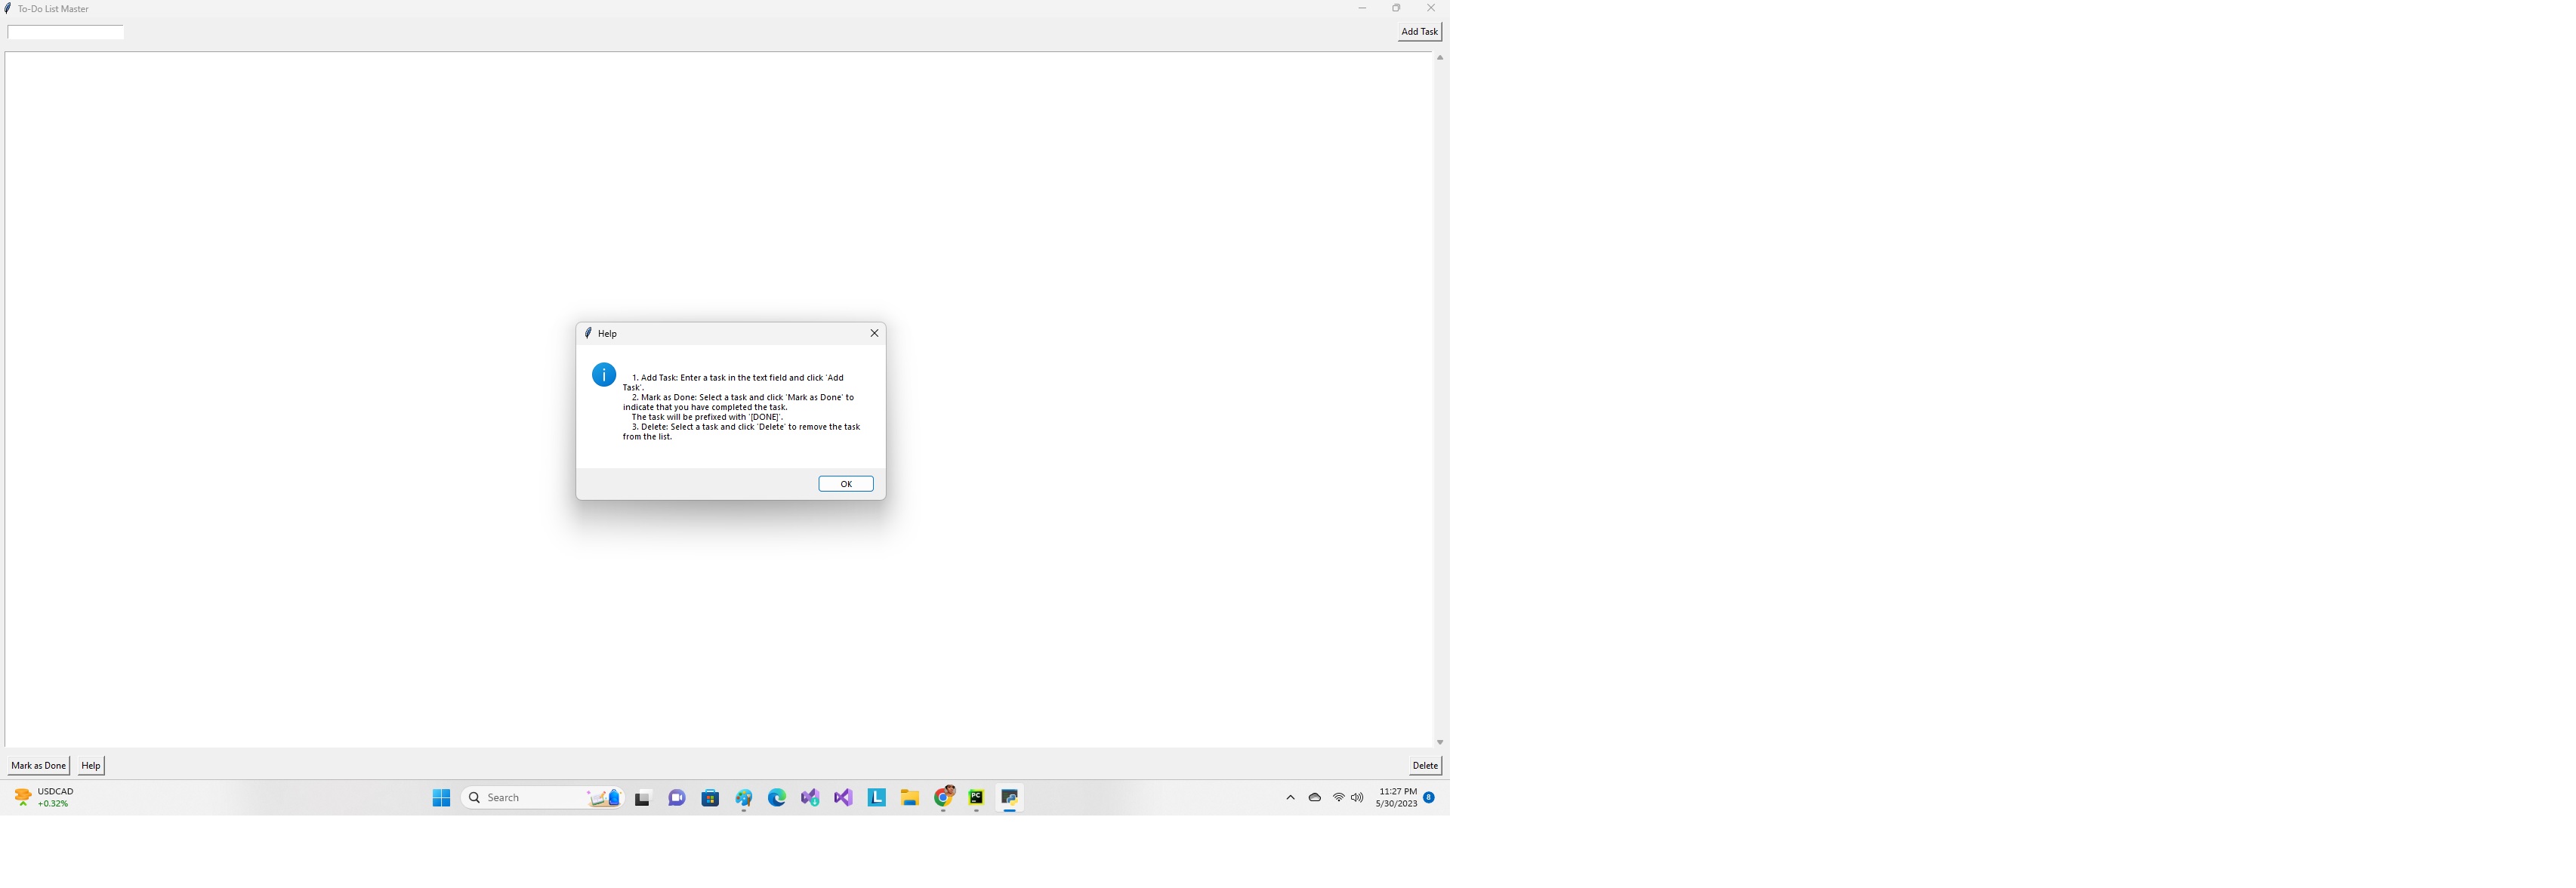 To-Do List Master
Add Task
Help
1. Add Task: Enter a task in the text field and click 'Add
Task'.
2. Mark as Done: Select a task and click 'Mark as Done' to
indicate that you have completed the task.
The task will be prefixed with '[DONE]'.
3. Delete: Select a task and click 'Delete' to remove the task
from the list.
OK
Mark as Done
Help
Delete
USDCAD
+0.32%
Search
L
PC
11:27 PM
5/30/2023
8